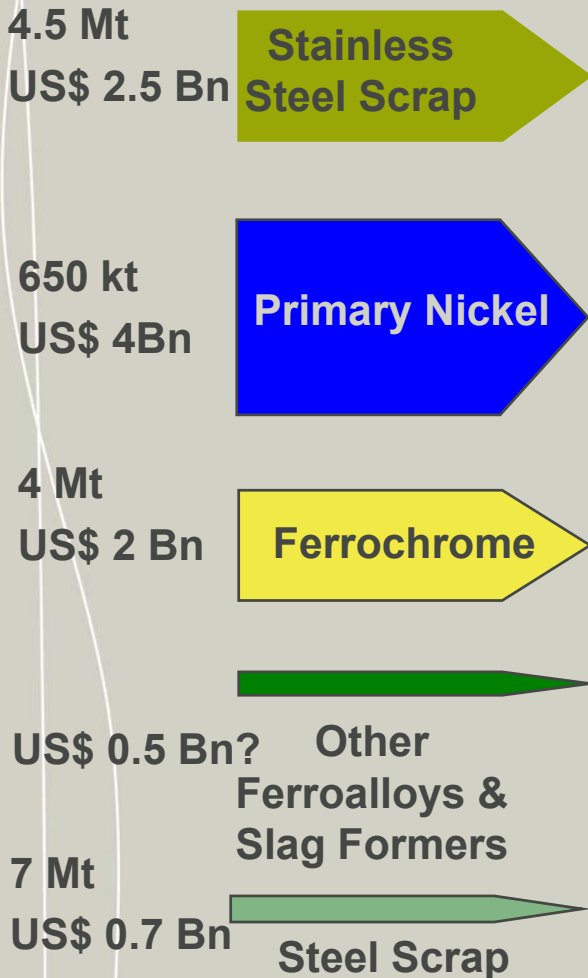 4.5 Mt
US$ 2.5 Bn
Stainless
Steel Scrap
650 kt
US$ 4Bn
Primary Nickel
4 Mt
US$ 2 Bn
Ferrochrome
US$ 0.5 Bn?
Other
Ferroalloys &
Slag Formers
7 Mt
US$ 0.7 Bn
Steel Scrap